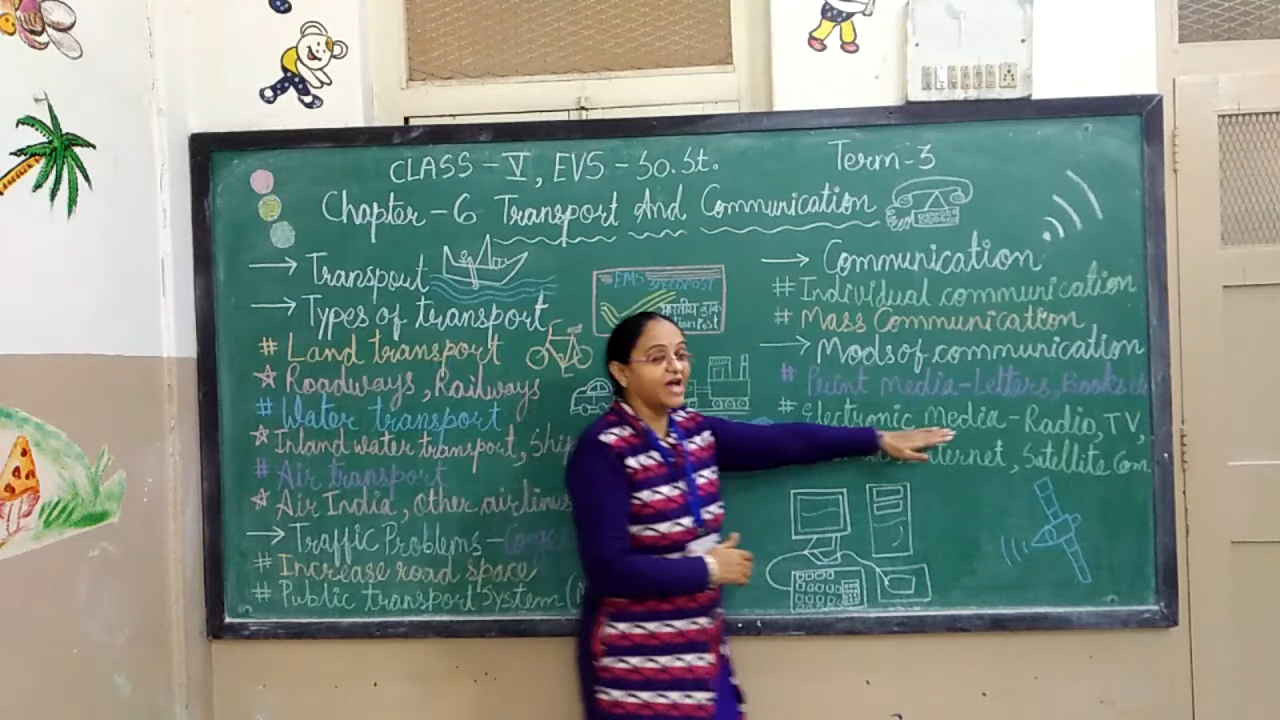 CLASS - V, EVS - So. St. Term-3
Chapter-6 Transport And Communication
→ Transport
→ Types of transport
# Land transport
☆ Roadways, Railways
# Water transport
☆ Inland water transport, Ship
# Air transport
☆ Air India, Other airlines
→ Traffic Problems -
# Increase road space
# Public transport System (
EMS SPEEDPOST
भारतीय डाक
Post
→ Communication
# Individual communication
# Mass Communication
→ Mods of communication
# Print Media - Letters, Books
# Electronic Media - Radio, TV,
Satellite Com